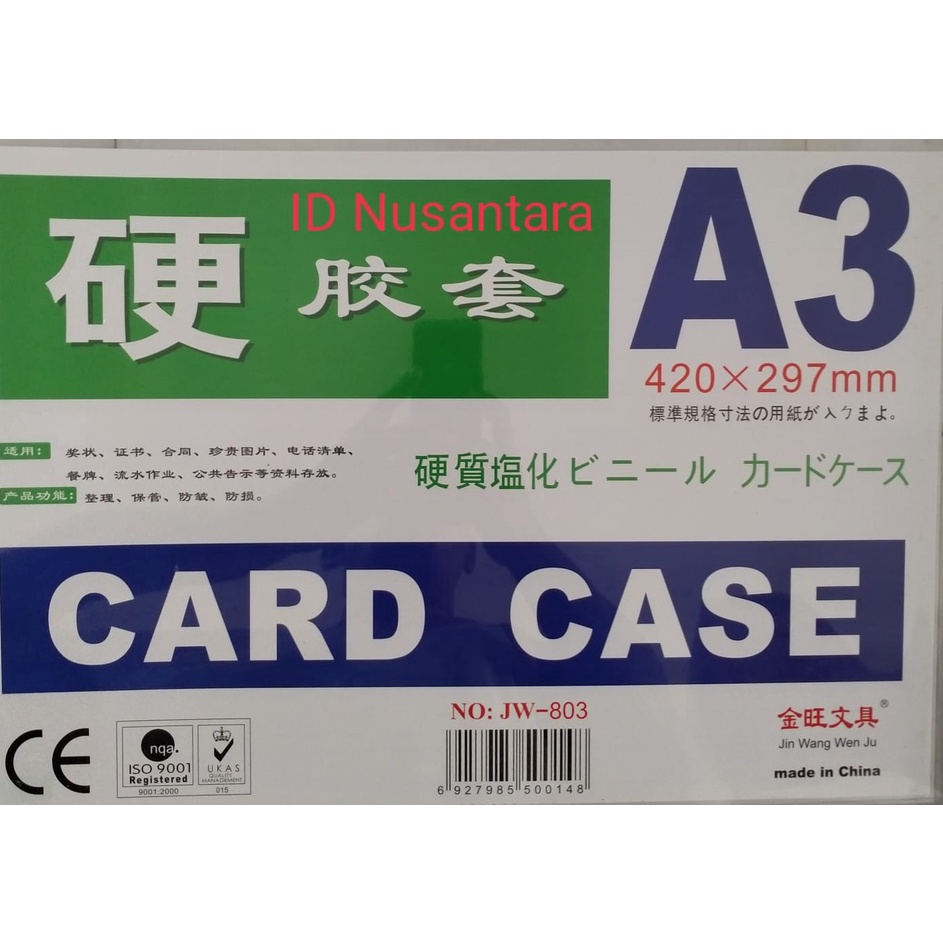 ID Nusantara
硬 胶 套
A3
420×297mm
標準規格寸法の用紙が入りまよ。
适用: 奖状、证书、合同、珍贵图片、电话清单、
餐牌、流水作业、公共告示等资料存放。
产品功能: 整理、保管、防皱、防损。
硬質塩化ビニール カードケース
CARD CASE
NO: JW-803
6 927985 500148
CE
nqa.
ISO 9001
Registered
9001:2000
UKAS
QUALITY
MANAGEMENT
015
金旺文具®
Jin Wang Wen Ju
made in China